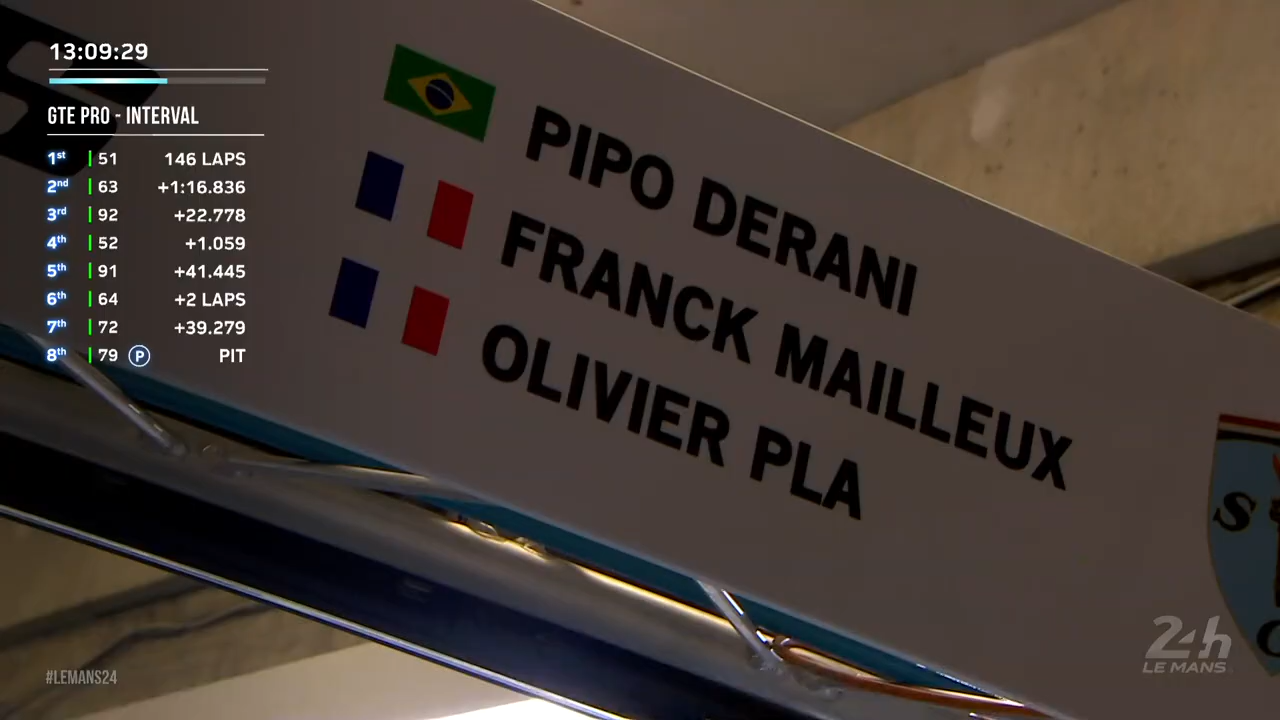 13:09:29
GTE PRO - INTERVAL
1st 51 146 LAPS
2nd 63 +1:16.836
3rd 92 +22.778
4th 52 +1.059
5th 91 +41.445
6th 64 +2 LAPS
7th 72 +39.279
8th 79 P PIT
PIPO DERANI
FRANCK MAILLEUX
OLIVIER PLA
S
24h
LE MANS
#LEMANS24